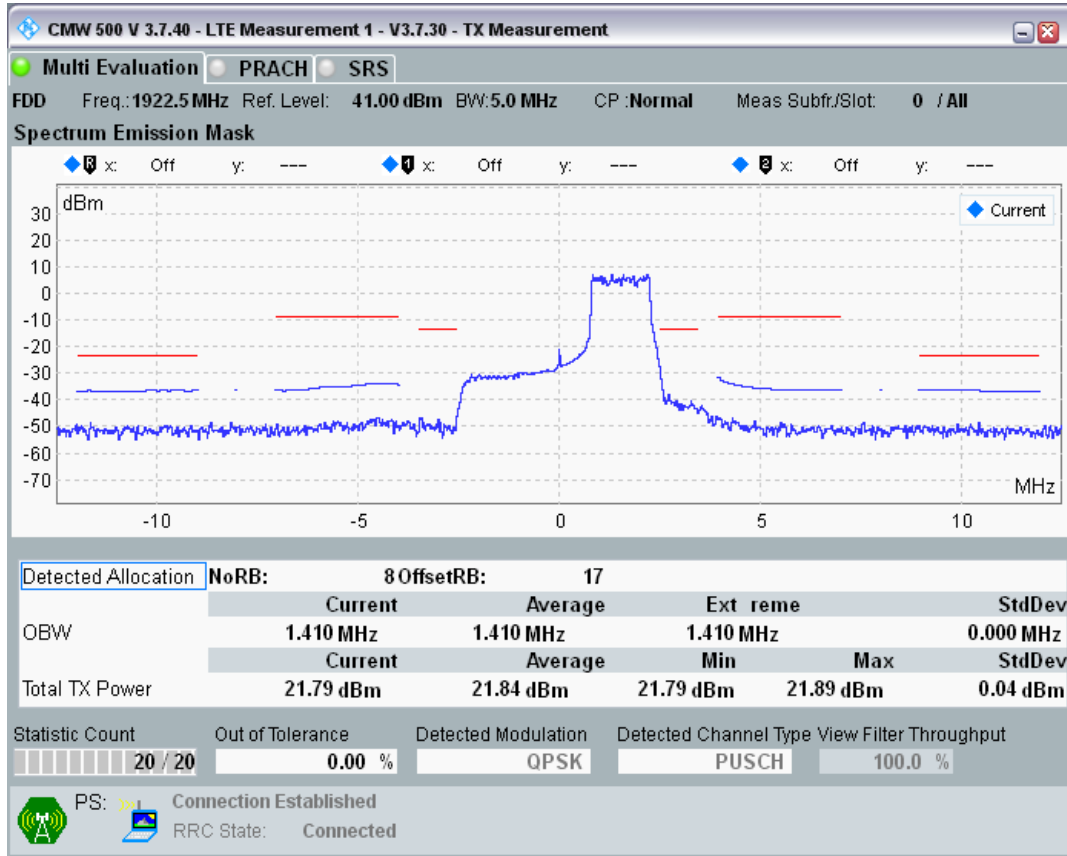 CMW 500 V 3.7.40 - LTE Measurement 1 - V3.7.30 - TX Measurement
Multi Evaluation PRACH SRS
FDD Freq.: 1922.5 MHz Ref. Level: 41.00 dBm BW: 5.0 MHz CP : Normal Meas Subfr./Slot: 0 / All
Spectrum Emission Mask
R x: Off y: --- 1 x: Off y: --- 2 x: Off y: ---
dBm
Current
30
20
10
0
-10
-20
-30
-40
-50
-60
-70
MHz
-10 -5 0 5 10
Detected Allocation NoRB: 8 OffsetRB: 17
Current Average Ext reme StdDev
OBW 1.410 MHz 1.410 MHz 1.410 MHz 0.000 MHz
Current Average Min Max StdDev
Total TX Power 21.79 dBm 21.84 dBm 21.79 dBm 21.89 dBm 0.04 dBm
Statistic Count Out of Tolerance Detected Modulation Detected Channel Type View Filter Throughput
20 / 20 0.00 % QPSK PUSCH 100.0 %
PS: Connection Established
RRC State: Connected